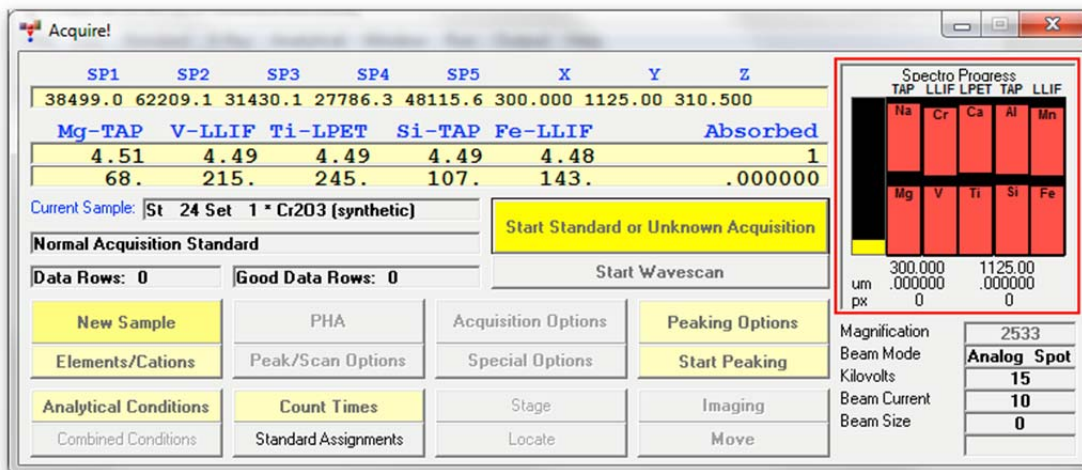 Acquire!
SP1 SP2 SP3 SP4 SP5 X Y Z
38499.0 62209.1 31430.1 27786.3 48115.6 300.000 1125.00 310.500
Mg-TAP V-LLIF Ti-LPET Si-TAP Fe-LLIF Absorbed
4.51 4.49 4.49 4.49 4.48 1
68. 215. 245. 107. 143. .000000
Current Sample: St 24 Set 1 * Cr2O3 (synthetic)
Normal Acquisition Standard
Data Rows: 0 Good Data Rows: 0
Start Standard or Unknown Acquisition
Start Wavescan
New Sample PHA Acquisition Options Peaking Options
Elements/Cations Peak/Scan Options Special Options Start Peaking
Analytical Conditions Count Times Stage Imaging
Combined Conditions Standard Assignments Locate Move
Spectro Progress
TAP LLIF LPET TAP LLIF
Na Cr Ca Al Mn
Mg V Ti Si Fe
300.000 1125.00
um .000000 .000000
px 0 0
Magnification 2533
Beam Mode Analog Spot
Kilovolts 15
Beam Current 10
Beam Size 0